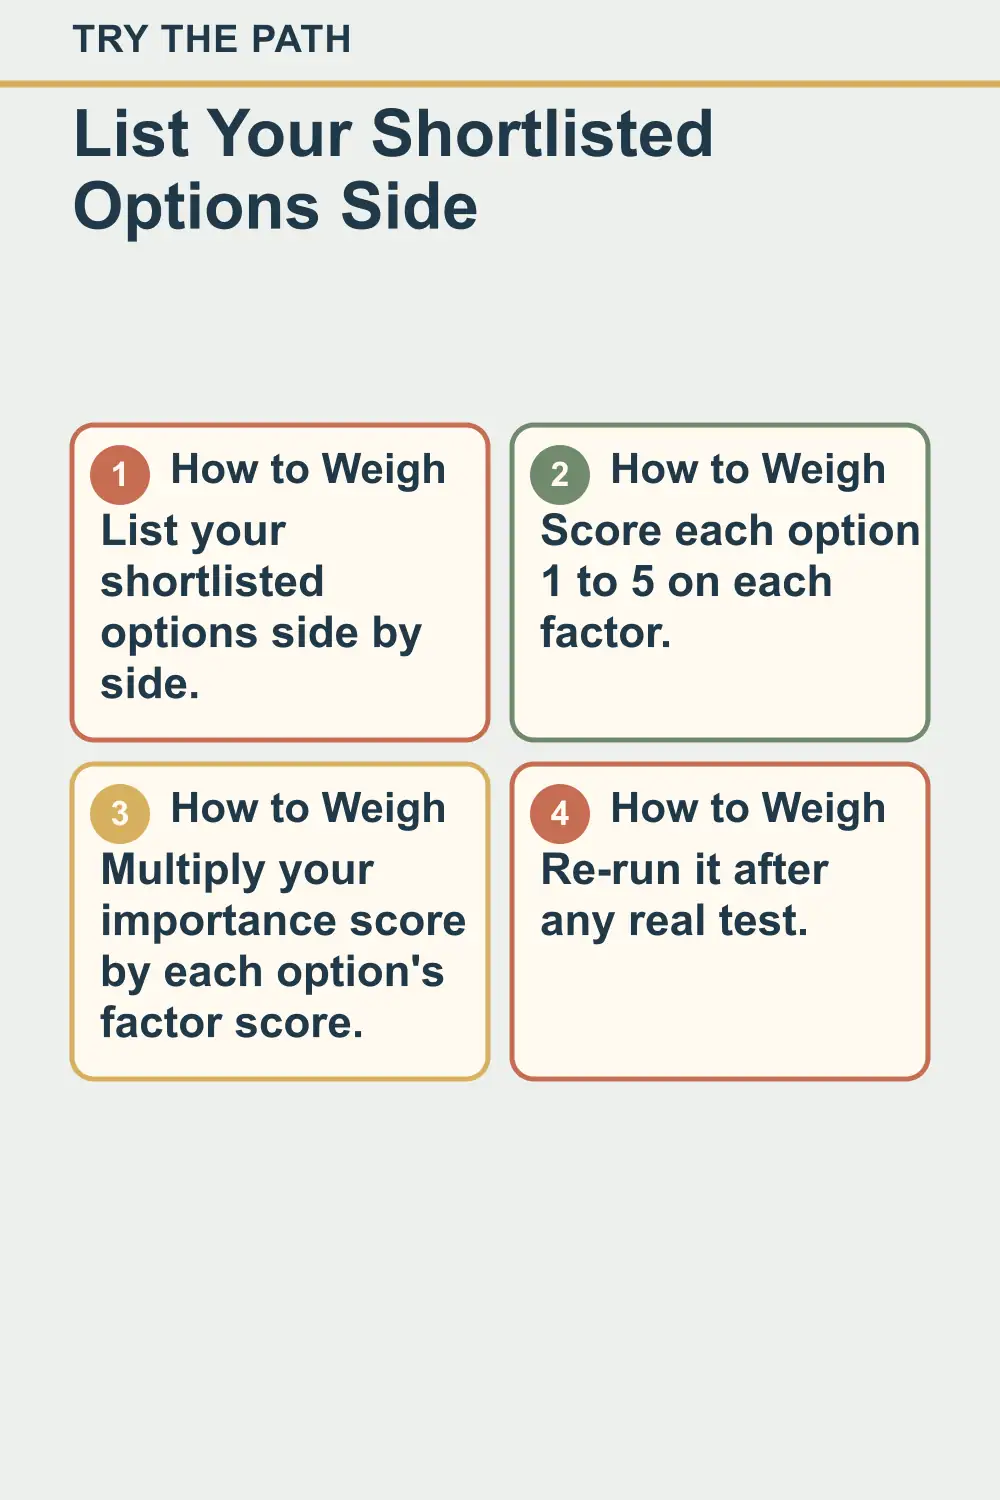 TRY THE PATH
List Your Shortlisted
Options Side
1 How to Weigh
List your
shortlisted
options side by
side.
2 How to Weigh
Score each option
1 to 5 on each
factor.
3 How to Weigh
Multiply your
importance score
by each option's
factor score.
4 How to Weigh
Re-run it after
any real test.